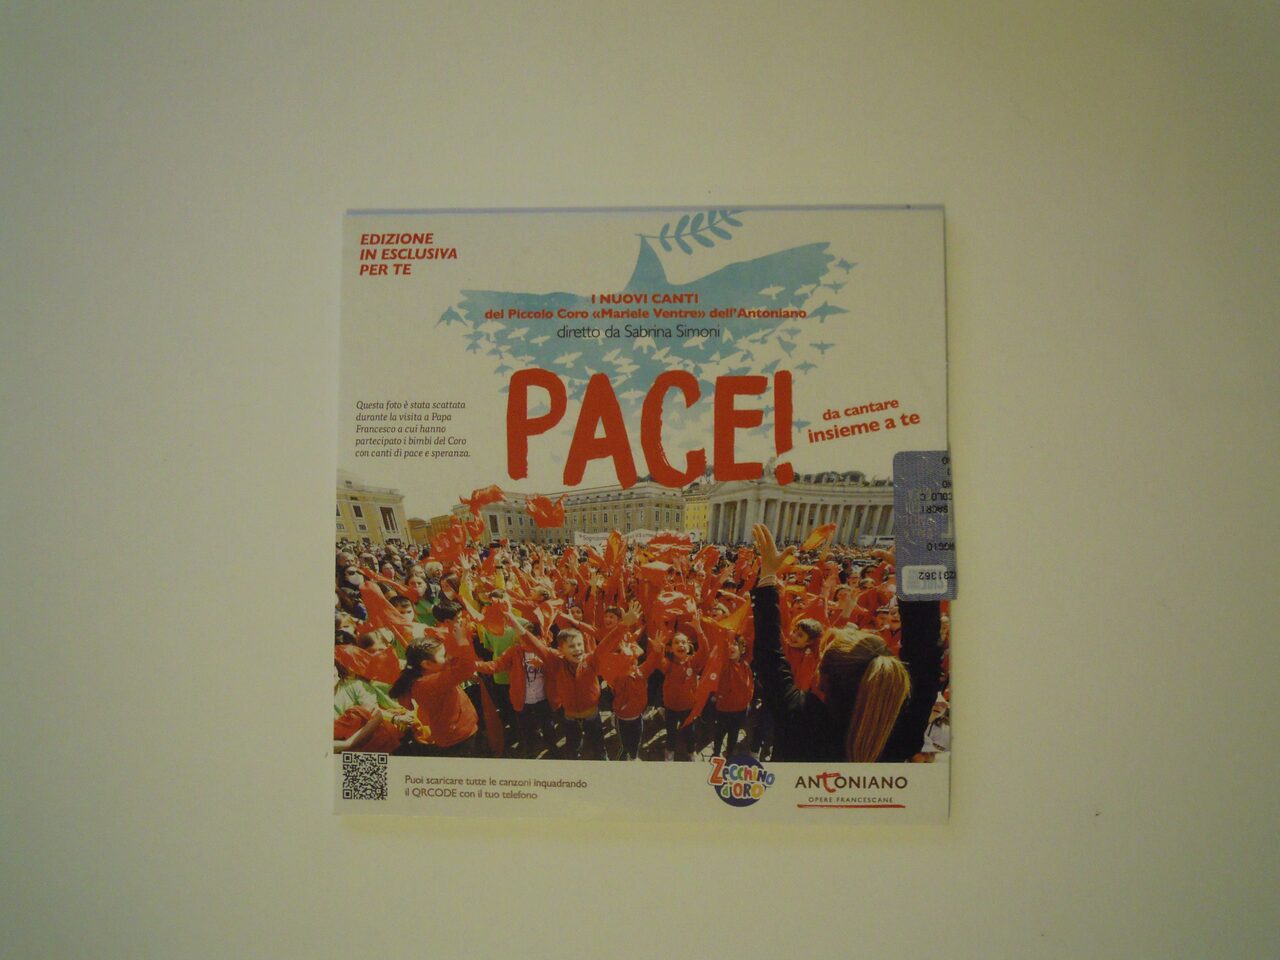 EDIZIONE
IN ESCLUSIVA
PER TE
I NUOVI CANTI
del Piccolo Coro «Mariele Ventre» dell'Antoniano
diretto da Sabrina Simoni
PACE!
da cantare
insieme a te
Questa foto è stata scattata
durante la visita a Papa
Francesco a cui hanno
partecipato i bimbi del Coro
con canti di pace e speranza.
Puoi scaricare tutte le canzoni inquadrando
il QRCODE con il tuo telefono
Zecchino
d'ORO
ANTONIANO
OPERE FRANCESCANE